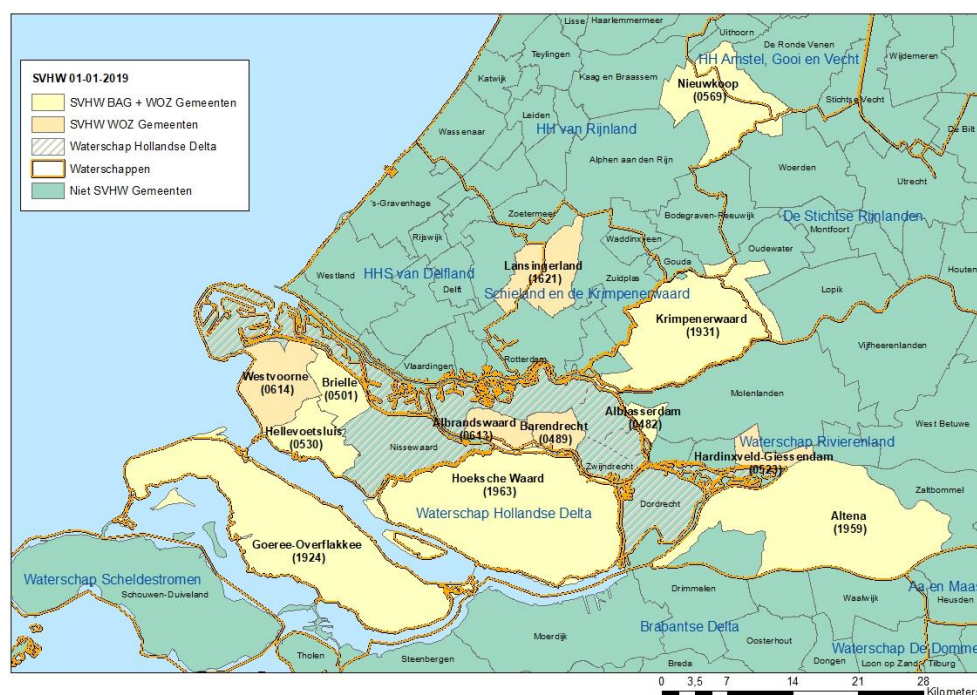 SVHW 01-01-2019
SVHW BAG + WOZ Gemeenten
SVHW WOZ Gemeenten
Waterschap Hollandse Delta
Waterschappen
Niet SVHW Gemeenten
Lisse
Haarlemmermeer
Uithoorn
De Ronde Venen
Wijdemeren
HH Amstel, Gooi en Vecht
Teylingen
Katwijk
Kaag en Braassem
Nieuwkoop
(0569)
Stichtse Vecht
Leiden
HH van Rijnland
De Bilt
Wassenaar
Alphen aan den Rijn
Woerden
Utrecht
's-Gravenhage
Zoetermeer
Bodegraven-Reeuwijk
De Stichtse Rijnlanden
Montfoort
Rijswijk
Waddinxveen
Oudewater
Gouda
Houten
Westland
HHS van Delfland
Delft
Lansingerland
(1621)
Zuidplas
Schieland en de Krimpenerwaard
Lopik
Krimpenerwaard
(1931)
Vijfheerenlanden
Rotterdam
Vlaardingen
Westvoorne
(0614)
Brielle
(0501)
Molenlanden
Alblasserdam
(0482)
Albrandswaard
(0613)
Barendrecht
(0489)
West Betuwe
Hellevoetsluis
(0530)
Nissewaard
Waterschap Rivierenland
Hardinxveld-Giessendam
(0523)
Zwijndrecht
Hoeksche Waard
(1963)
Zaltbommel
Waterschap Hollandse Delta
Dordrecht
Altena
(1959)
Goeree-Overflakkee
(1924)
Waterschap Scheldestromen
Schouwen-Duiveland
Drimmelen
Waalwijk
Aa en Maas
Heusden
Brabantse Delta
Moerdijk
Oosterhout
Waterschap De Domme
Tholen
Steenbergen
Breda
Dongen
Loon op Zand
Tilburg
0 3,5 7 14 21 28
Kilometer